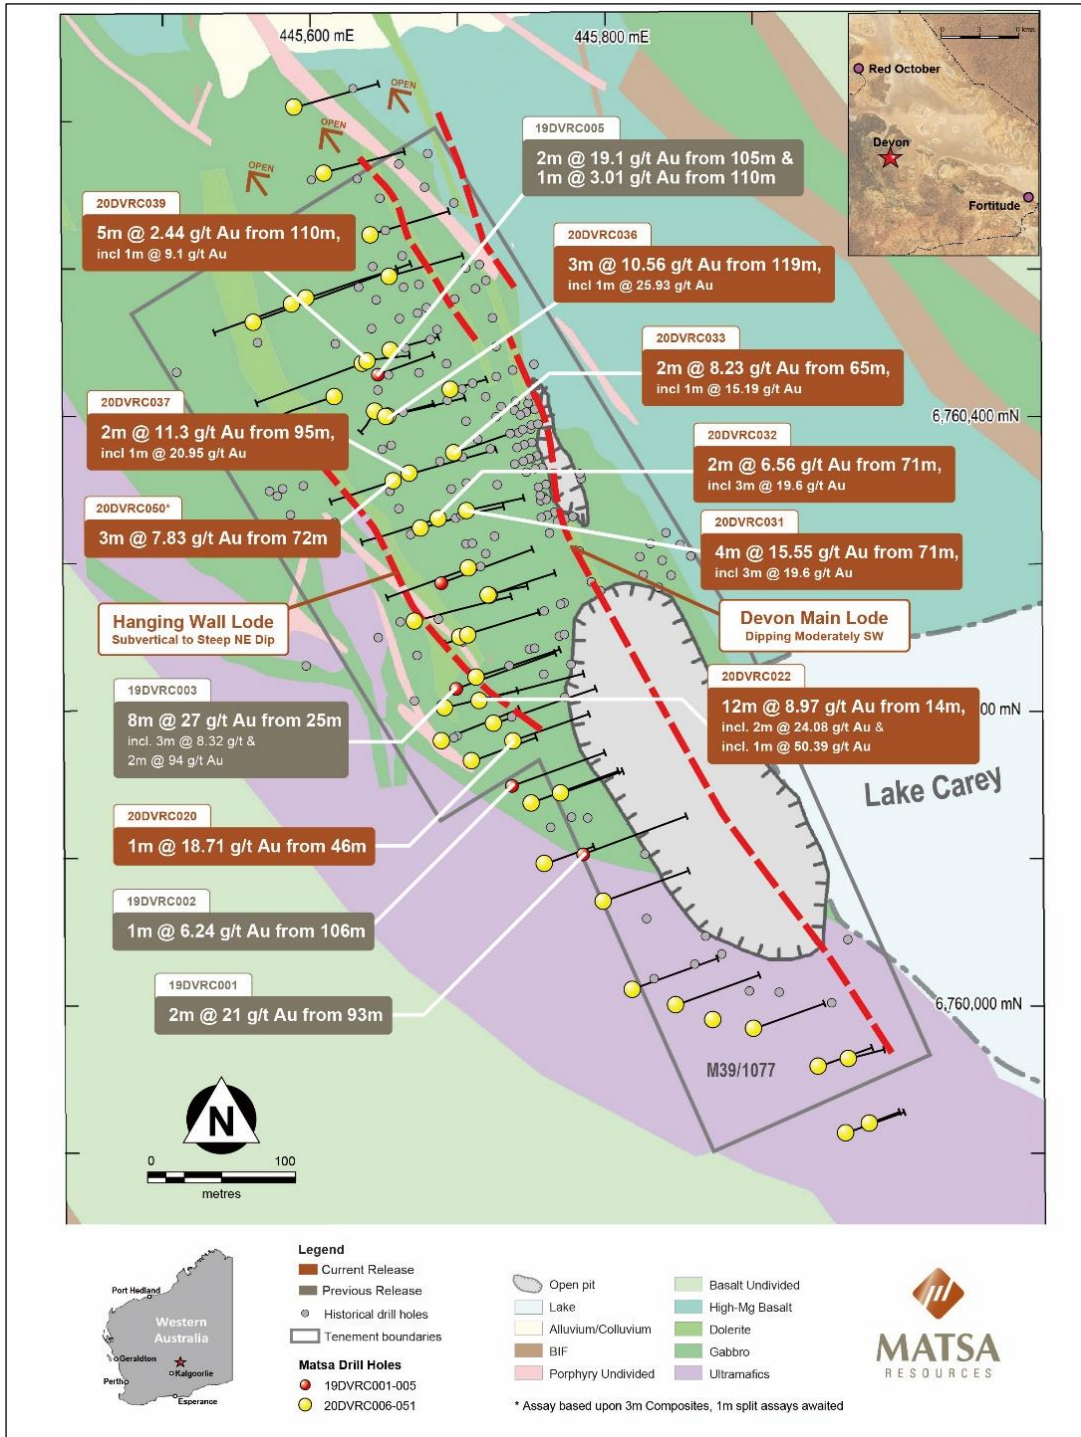 445,600 mE
445,800 mE
Red October
Devon
Fortitude
0
kms
OPEN
OPEN
OPEN
19DVRC005
2m @ 19.1 g/t Au from 105m &
1m @ 3.01 g/t Au from 110m
20DVRC039
5m @ 2.44 g/t Au from 110m,
incl 1m @ 9.1 g/t Au
20DVRC036
3m @ 10.56 g/t Au from 119m,
incl 1m @ 25.93 g/t Au
20DVRC033
2m @ 8.23 g/t Au from 65m,
incl 1m @ 15.19 g/t Au
6,760,400 mN
20DVRC037
2m @ 11.3 g/t Au from 95m,
incl 1m @ 20.95 g/t Au
20DVRC032
2m @ 6.56 g/t Au from 71m,
incl 3m @ 19.6 g/t Au
20DVRC050*
3m @ 7.83 g/t Au from 72m
20DVRC031
4m @ 15.55 g/t Au from 71m,
incl 3m @ 19.6 g/t Au
Hanging Wall Lode
Subvertical to Steep NE Dip
Devon Main Lode
Dipping Moderately SW
19DVRC003
8m @ 27 g/t Au from 25m
incl. 3m @ 8.32 g/t &
2m @ 94 g/t Au
20DVRC022
12m @ 8.97 g/t Au from 14m,
incl. 2m @ 24.08 g/t Au &
incl. 1m @ 50.39 g/t Au
00 mN
Lake Carey
20DVRC020
1m @ 18.71 g/t Au from 46m
19DVRC002
1m @ 6.24 g/t Au from 106m
19DVRC001
2m @ 21 g/t Au from 93m
6,760,000 mN
M39/1077
N
0 100
metres
Port Hedland
Western
Australia
Geraldton
Kalgoorlie
Perth
Esperance
Legend
Current Release
Previous Release
Historical drill holes
Tenement boundaries
Matsa Drill Holes
19DVRC001-005
20DVRC006-051
Open pit
Lake
Alluvium/Colluvium
BIF
Porphyry Undivided
Basalt Undivided
High-Mg Basalt
Dolerite
Gabbro
Ultramafics
* Assay based upon 3m Composites, 1m split assays awaited
MATSA
RESOURCES